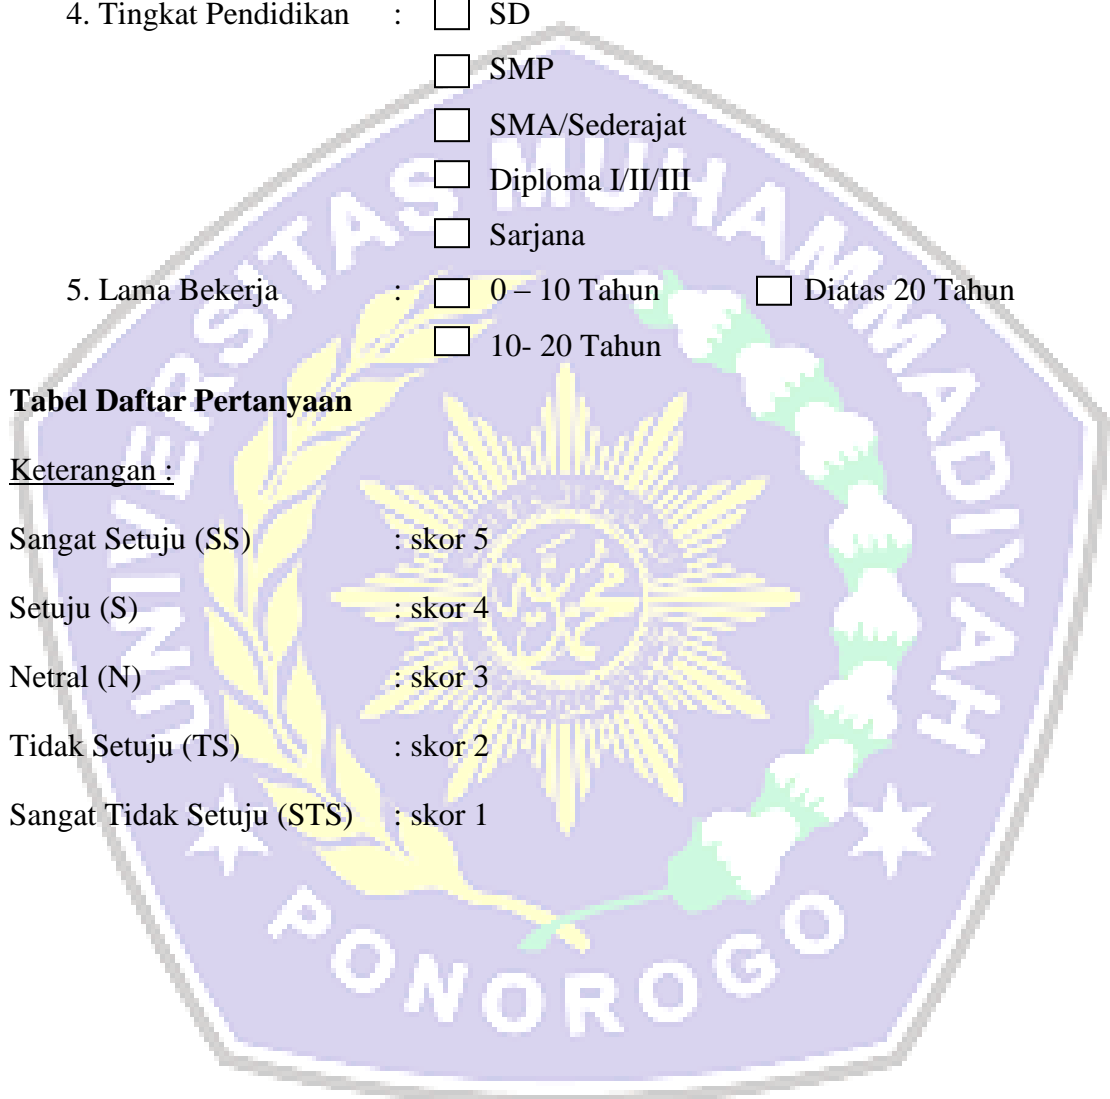 4. Tingkat Pendidikan : SD
SMP
SMA/Sederajat
Diploma I/II/III
Sarjana
5. Lama Bekerja : 0 – 10 Tahun Diatas 20 Tahun
10- 20 Tahun
Tabel Daftar Pertanyaan
Keterangan :
Sangat Setuju (SS) : skor 5
Setuju (S) : skor 4
Netral (N) : skor 3
Tidak Setuju (TS) : skor 2
Sangat Tidak Setuju (STS) : skor 1
UNIVERSITAS MUHAMMADIYAH
PONOROGO